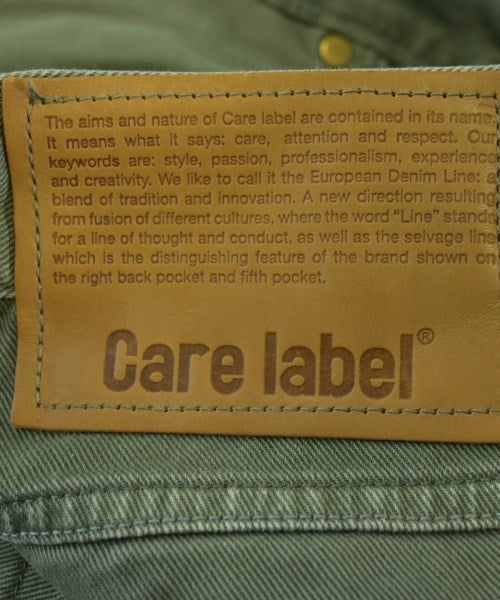 The aims and nature of Care label are contained in its name.
It means what it says: care, attention and respect. Our
keywords are: style, passion, professionalism, experience
and creativity. We like to call it the European Denim Line: a
blend of tradition and innovation. A new direction resulting
from fusion of different cultures, where the word “Line” stands
for a line of thought and conduct, as well as the selvage line
which is the distinguishing feature of the brand shown on
the right back pocket and fifth pocket.
Care label®